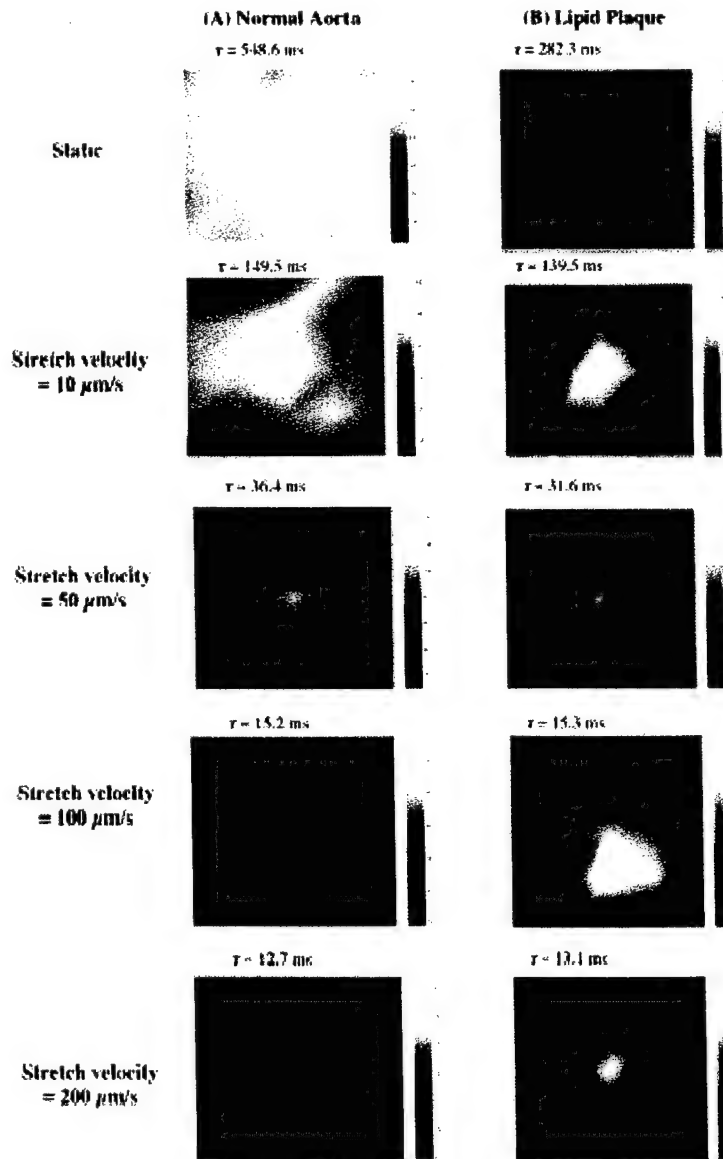 (A) Normal Aorta
(B) Lipid Plaque
τ = 548.6 ms
τ = 282.3 ms
Static
τ = 149.5 ms
τ = 139.5 ms
Stretch velocity
= 10 μm/s
τ = 36.4 ms
τ = 31.6 ms
Stretch velocity
= 50 μm/s
τ = 15.2 ms
τ = 15.3 ms
Stretch velocity
= 100 μm/s
τ = 12.7 ms
τ = 13.1 ms
Stretch velocity
= 200 μm/s